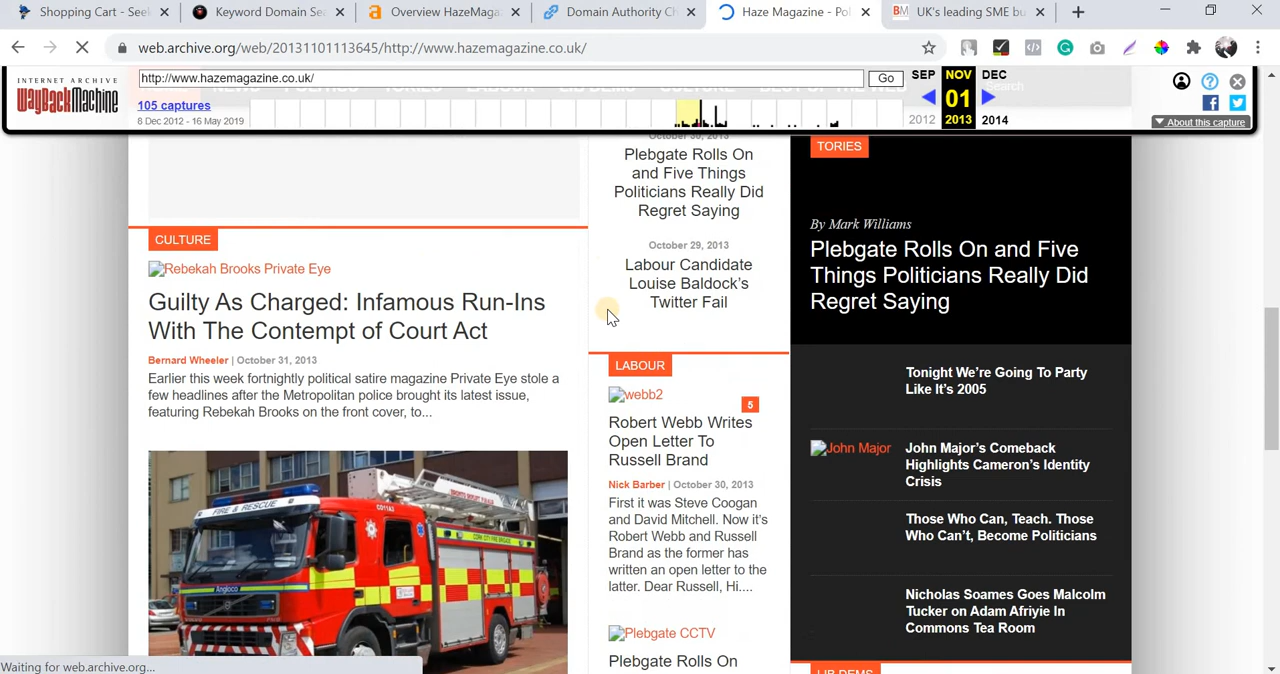 Shopping Cart - See
Keyword Domain Sea
Overview HazeMaga
Domain Authority Ch
Haze Magazine - Pol
UK's leading SME bu
web.archive.org/web/20131101113645/http://www.hazemagazine.co.uk/
INTERNET ARCHIVE
WayBackMachine
http://www.hazemagazine.co.uk/
Go
SEP NOV DEC
105 captures
01
8 Dec 2012 - 16 May 2019
2012 2013 2014
About this capture
Search
October 30, 2013
Plebgate Rolls On
and Five Things
Politicians Really Did
Regret Saying
October 29, 2013
Labour Candidate
Louise Baldock's
Twitter Fail
TORIES
By Mark Williams
Plebgate Rolls On and Five
Things Politicians Really Did
Regret Saying
CULTURE
Rebekah Brooks Private Eye
Guilty As Charged: Infamous Run-Ins
With The Contempt of Court Act
Bernard Wheeler | October 31, 2013
Earlier this week fortnightly political satire magazine Private Eye stole a
few headlines after the Metropolitan police brought its latest issue,
featuring Rebekah Brooks on the front cover, to...
FIRE & RESCUE
Angloco
LABOUR
webb2
5
Robert Webb Writes
Open Letter To
Russell Brand
Nick Barber | October 30, 2013
First it was Steve Coogan
and David Mitchell. Now it's
Robert Webb and Russell
Brand as the former has
written an open letter to the
latter. Dear Russell, Hi....
Plebgate CCTV
Plebgate Rolls On
Tonight We're Going To Party
Like It's 2005
John Major
John Major's Comeback
Highlights Cameron's Identity
Crisis
Those Who Can, Teach. Those
Who Can't, Become Politicians
Nicholas Soames Goes Malcolm
Tucker on Adam Afriyie In
Commons Tea Room
LIB DEMS
Waiting for web.archive.org...